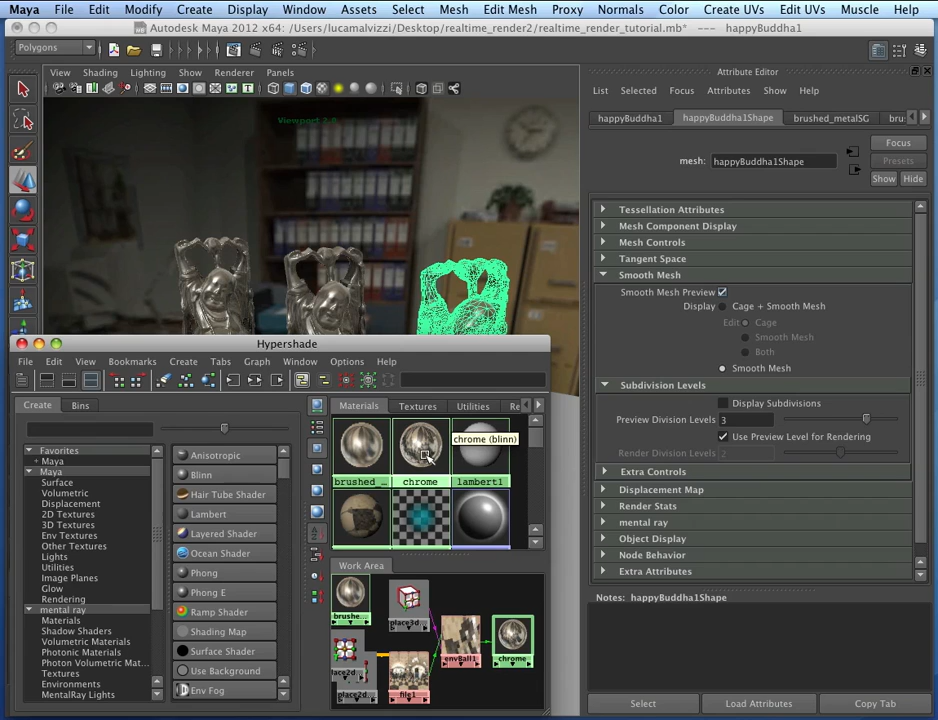 Maya File Edit Modify Create Display Window Assets Select Mesh Edit Mesh Proxy Normals Color Create UVs Edit UVs Muscle Help
Autodesk Maya 2012 x64: /Users/lucamalvizzi/Desktop/realtime_render2/realtime_render_tutorial.mb* --- happyBuddha1
Polygons
View Shading Lighting Show Renderer Panels
Viewport 2.0
Attribute Editor
List Selected Focus Attributes Show Help
happyBuddha1 happyBuddha1Shape brushed_metalSG bru:
Focus
mesh: happyBuddha1Shape
Presets
Show Hide
Tessellation Attributes
Mesh Component Display
Mesh Controls
Tangent Space
Smooth Mesh
Smooth Mesh Preview
Display Cage + Smooth Mesh
Edit Cage
Smooth Mesh
Both
Smooth Mesh
Subdivision Levels
Display Subdivisions
Preview Division Levels 3
Use Preview Level for Rendering
Render Division Levels 2
Extra Controls
Displacement Map
Render Stats
mental ray
Object Display
Node Behavior
Extra Attributes
Notes: happyBuddha1Shape
Select Load Attributes Copy Tab
Hypershade
File Edit View Bookmarks Create Tabs Graph Window Options Help
Create Bins
Favorites
+ Maya
Maya
Surface
Volumetric
Displacement
2D Textures
3D Textures
Env Textures
Other Textures
Lights
Utilities
Image Planes
Glow
Rendering
mental ray
Materials
Shadow Shaders
Volumetric Materials
Photonic Materials
Photon Volumetric Mat...
Textures
Environments
MentalRay Lights
Anisotropic
Blinn
Hair Tube Shader
Lambert
Layered Shader
Ocean Shader
Phong
Phong E
Ramp Shader
Shading Map
Surface Shader
Use Background
Env Fog
Materials Textures Utilities Re
chrome (blinn)
brushed_... chrome lambert1
Work Area
brushe...
place3d...
place2d...
file1
envBall1
chrome